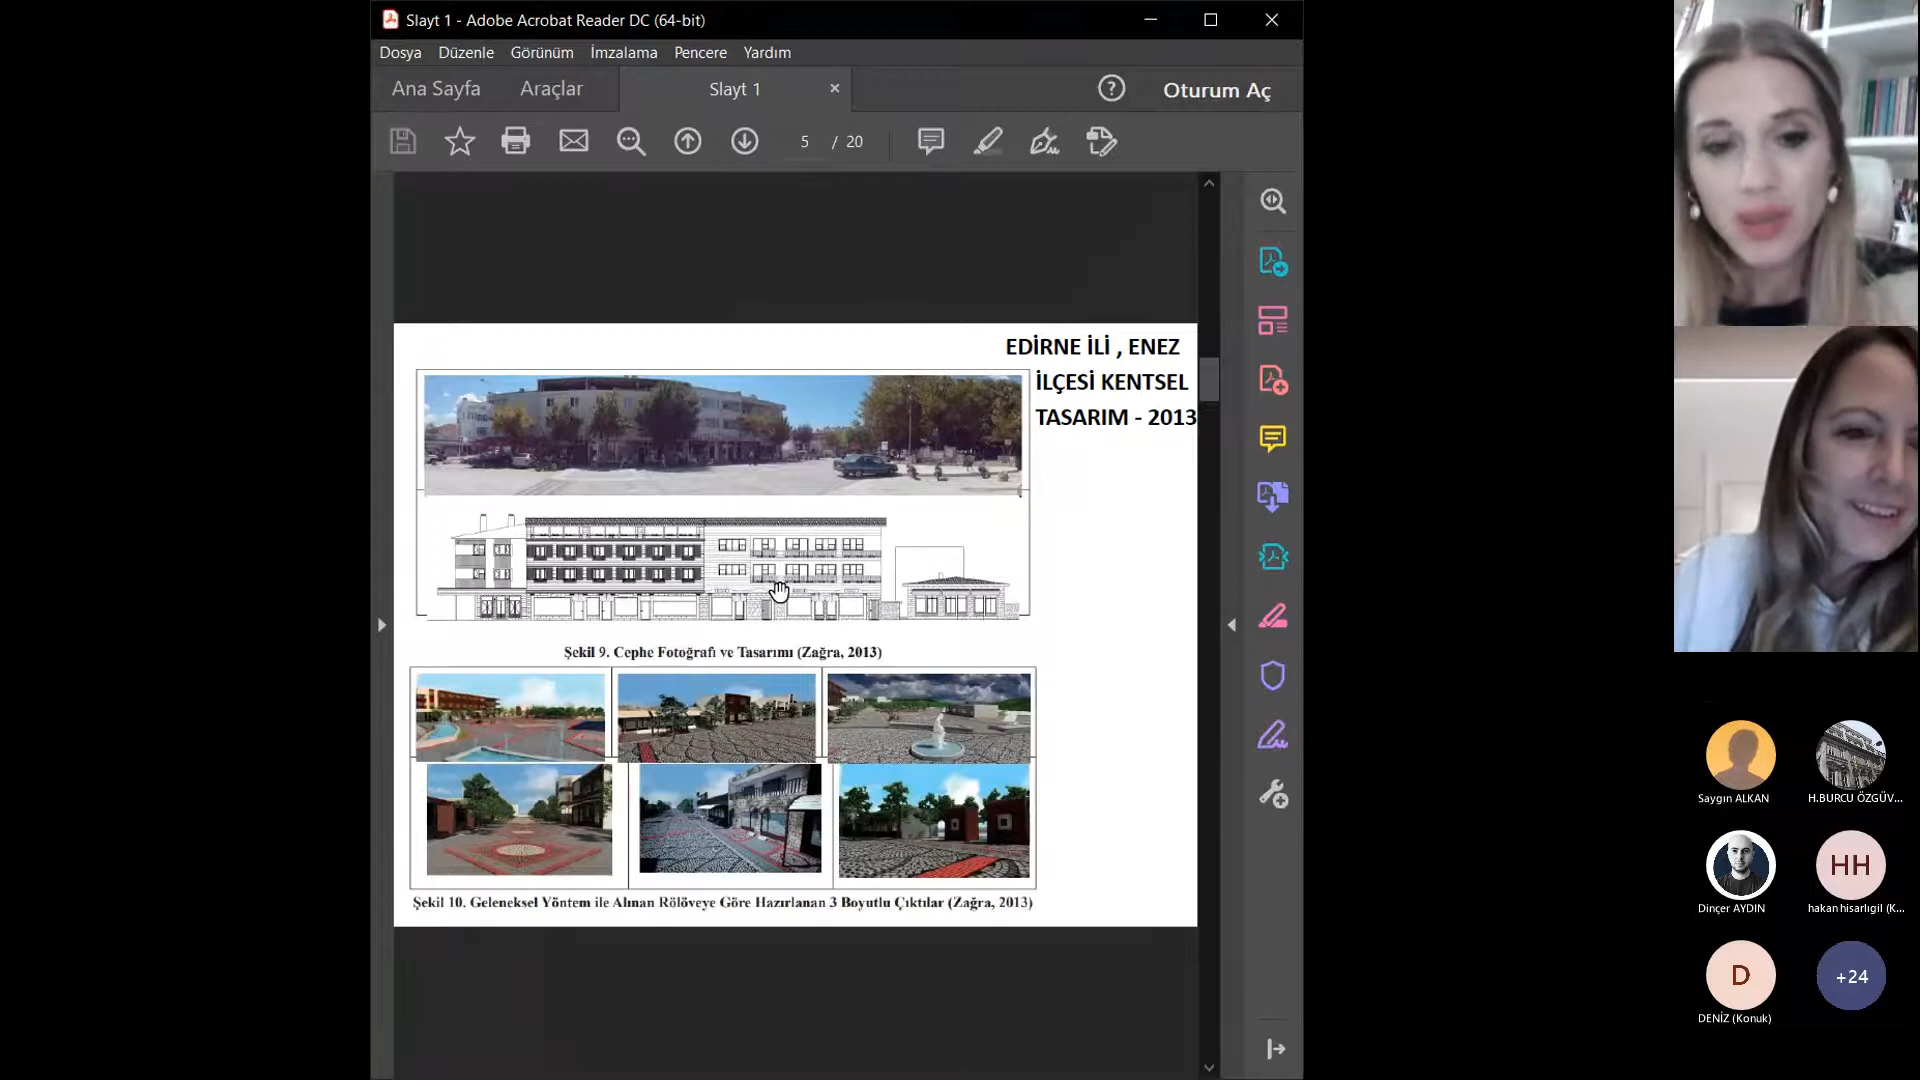 Slayt 1 - Adobe Acrobat Reader DC (64-bit)
Dosya Düzenle Görünüm İmzalama Pencere Yardım
Ana Sayfa Araçlar Slayt 1 Oturum Aç
5 / 20
EDİRNE İLİ , ENEZ
İLÇESİ KENTSEL
TASARIM - 2013
Şekil 9. Cephe Fotoğrafı ve Tasarımı (Zağra, 2013)
Şekil 10. Geleneksel Yöntem ile Alınan Rölöveye Göre Hazırlanan 3 Boyutlu Çıktılar (Zağra, 2013)
Saygın ALKAN
H.BURCU ÖZGÜV...
Dinçer AYDIN
HH
hakan hisarlıgil (K...
D
DENİZ (Konuk)
+24